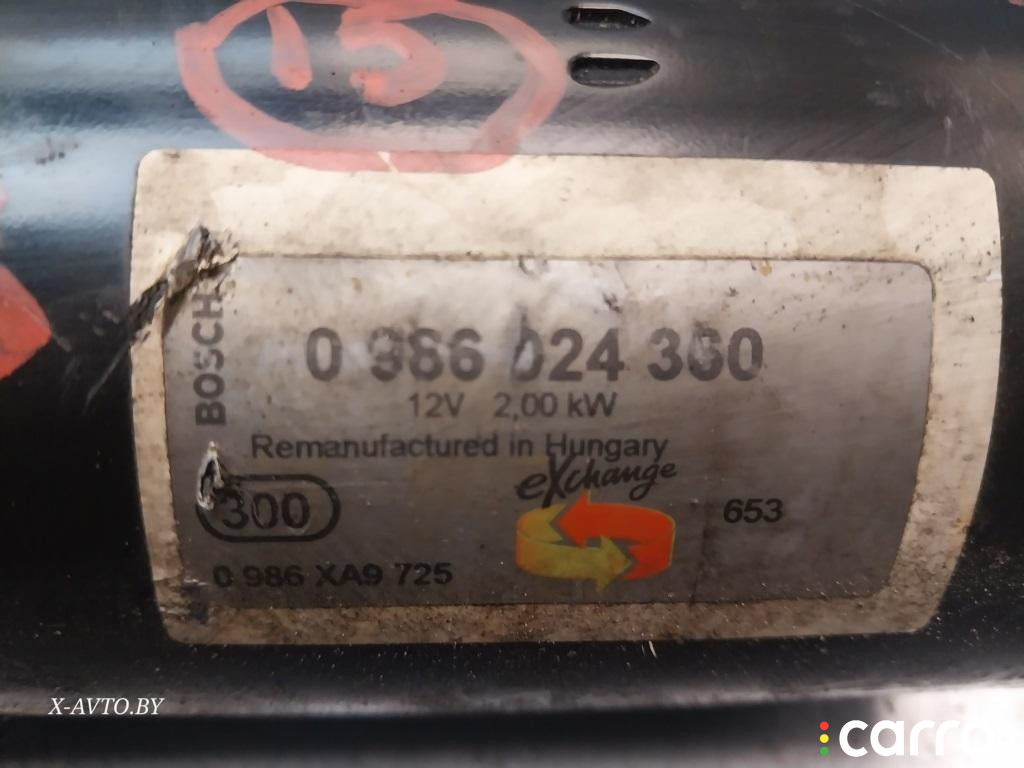 15
BOSCH
0 986 024 360
12V 2,00 kW
Remanufactured in Hungary
eXchange
300
653
0 986 XA9 725
X-AVTO.BY
carro